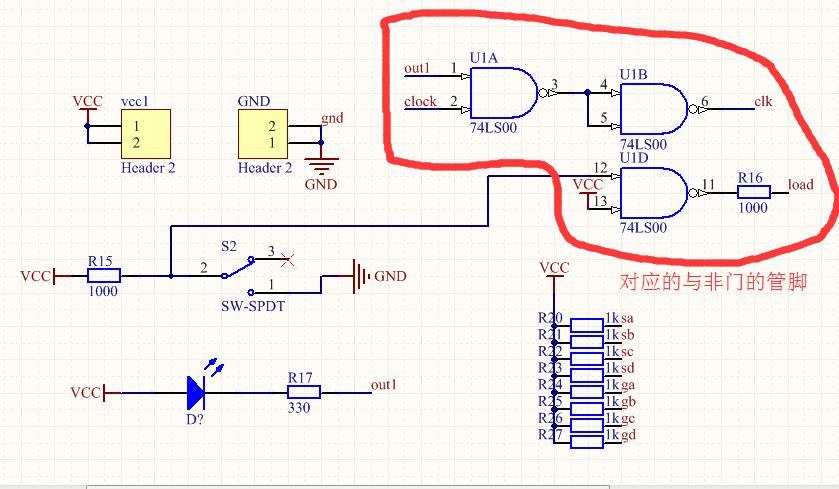 out1
1
U1A
clock
2
3
74LS00
4
U1B
5
6
clk
74LS00
VCC
vcc1
1
2
Header 2
GND
2
gnd
1
Header 2
GND
12
U1D
VCC
13
11
R16
load
1000
74LS00
VCC
R15
1000
2
S2
3
1
GND
SW-SPDT
对应的与非门的管脚
VCC
R20 1k sa
R21 1k sb
R22 1k sc
R23 1k sd
R24 1k ga
R25 1k gb
R26 1k gc
R27 1k gd
VCC
D?
R17
330
out1